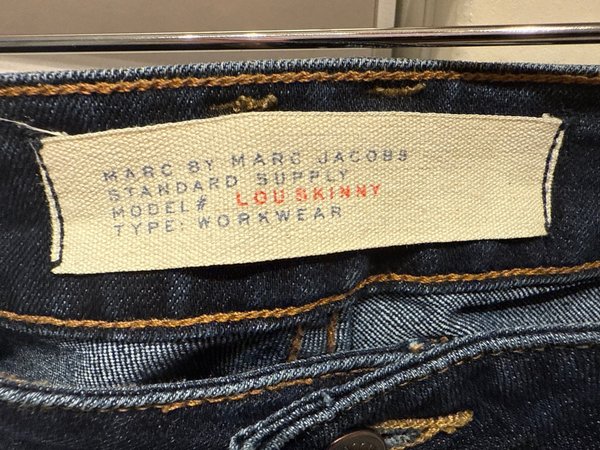 MARC BY MARC JACOBS
STANDARD SUPPLY
MODEL# LOU SKINNY
TYPE: WORKWEAR